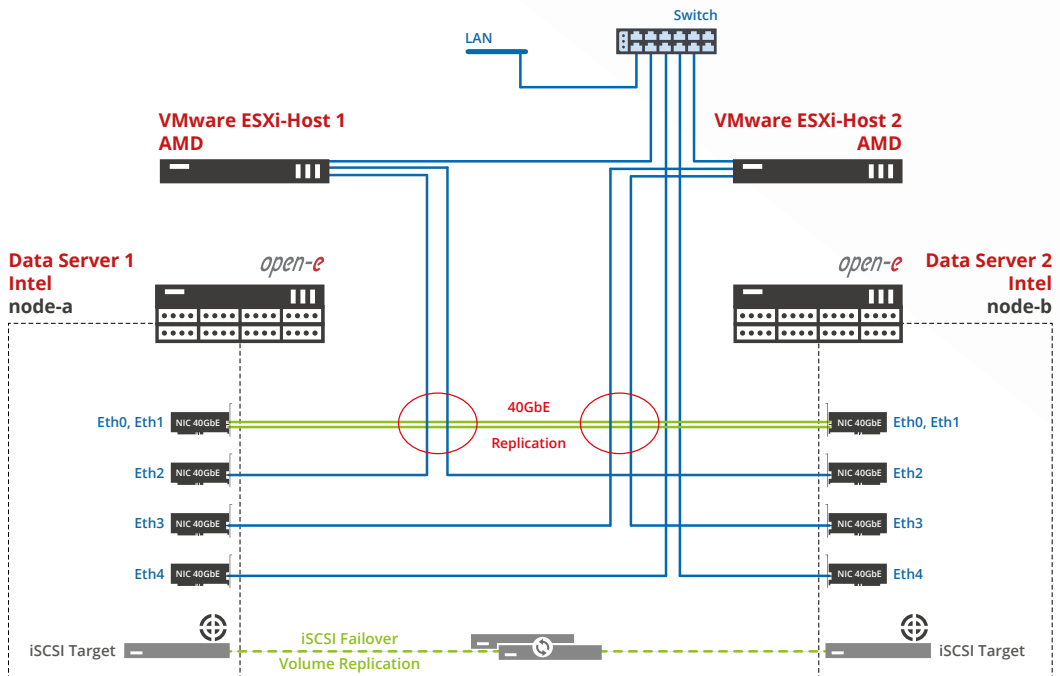 Switch
LAN
VMware ESXi-Host 1
AMD
VMware ESXi-Host 2
AMD
Data Server 1
Intel
node-a
open-e
open-e
Data Server 2
Intel
node-b
40GbE
Replication
Eth0, Eth1
NIC 40GbE
NIC 40GbE
Eth0, Eth1
Eth2
NIC 40GbE
NIC 40GbE
Eth2
Eth3
NIC 40GbE
NIC 40GbE
Eth3
Eth4
NIC 40GbE
NIC 40GbE
Eth4
iSCSI Target
iSCSI Failover
Volume Replication
iSCSI Target